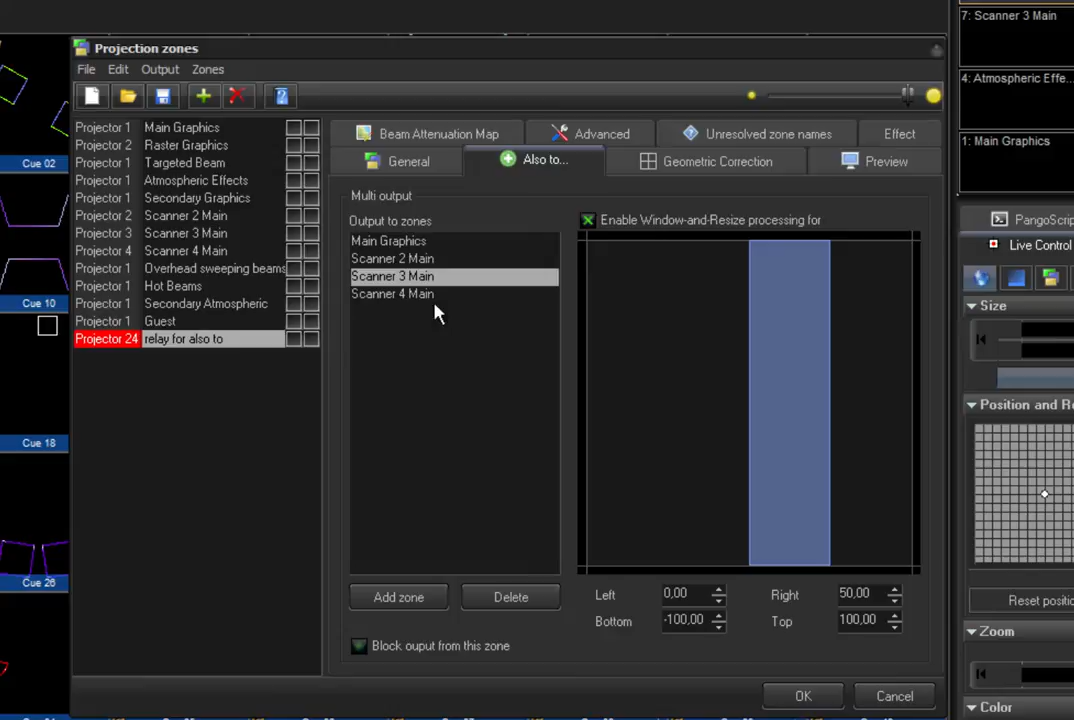 Projection zones
File Edit Output Zones
Projector 1 Main Graphics
Projector 2 Raster Graphics
Projector 1 Targeted Beam
Projector 1 Atmospheric Effects
Projector 1 Secondary Graphics
Projector 2 Scanner 2 Main
Projector 3 Scanner 3 Main
Projector 4 Scanner 4 Main
Projector 1 Overhead sweeping beams
Projector 1 Hot Beams
Projector 1 Secondary Atmospheric
Projector 1 Guest
Projector 24 relay for also to
Beam Attenuation Map Advanced Unresolved zone names Effect
General Also to... Geometric Correction Preview
Multi output
Output to zones
Main Graphics
Scanner 2 Main
Scanner 3 Main
Scanner 4 Main
Enable Window-and-Resize processing for
Add zone Delete
Left 0,00 Right 50,00
Bottom -100,00 Top 100,00
Block ouput from this zone
OK Cancel
Cue 02
Cue 10
Cue 18
Cue 26
7: Scanner 3 Main
4: Atmospheric Effe...
1: Main Graphics
PangoScrip
Live Control
Size
Position and Ro
Reset positio
Zoom
Color